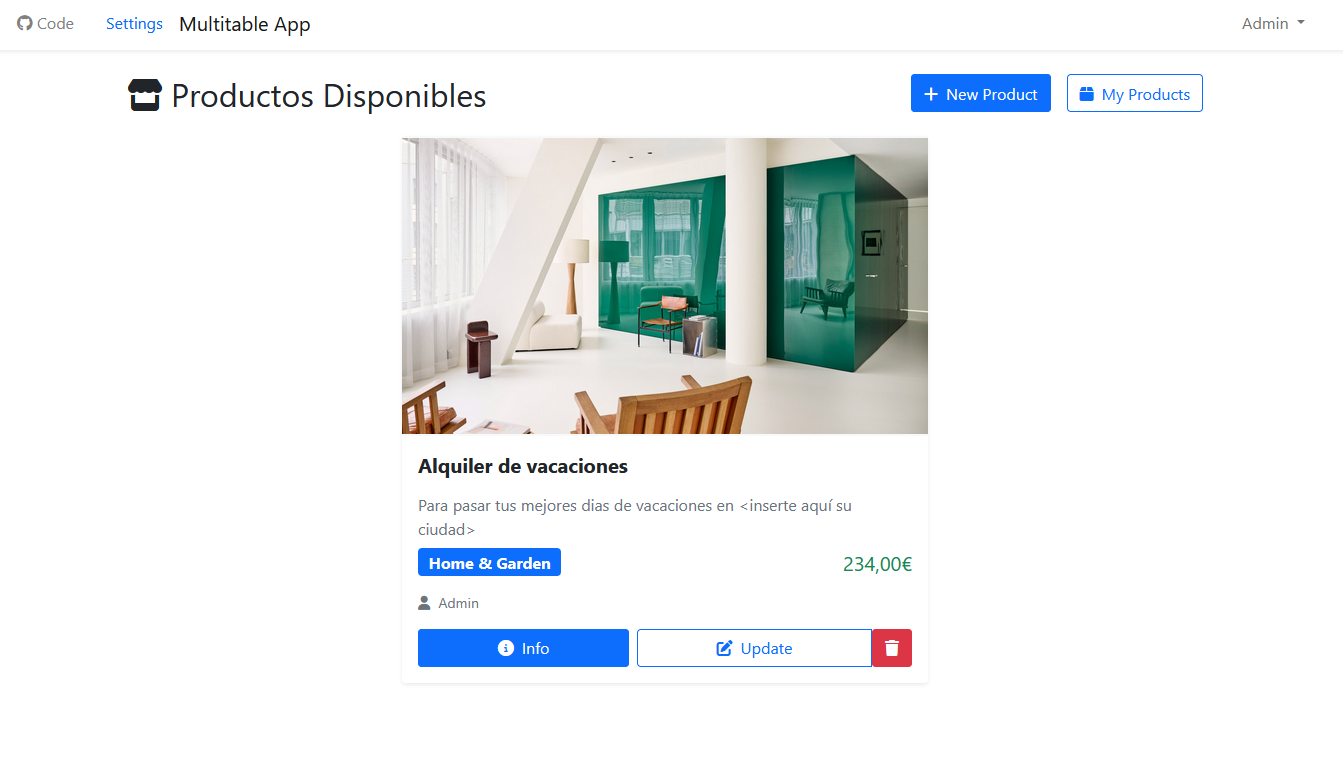 Code Settings Multitable App Admin
Productos Disponibles New Product My Products
Alquiler de vacaciones
Para pasar tus mejores dias de vacaciones en <inserte aquí su
ciudad>
Home & Garden 234,00€
Admin
Info Update